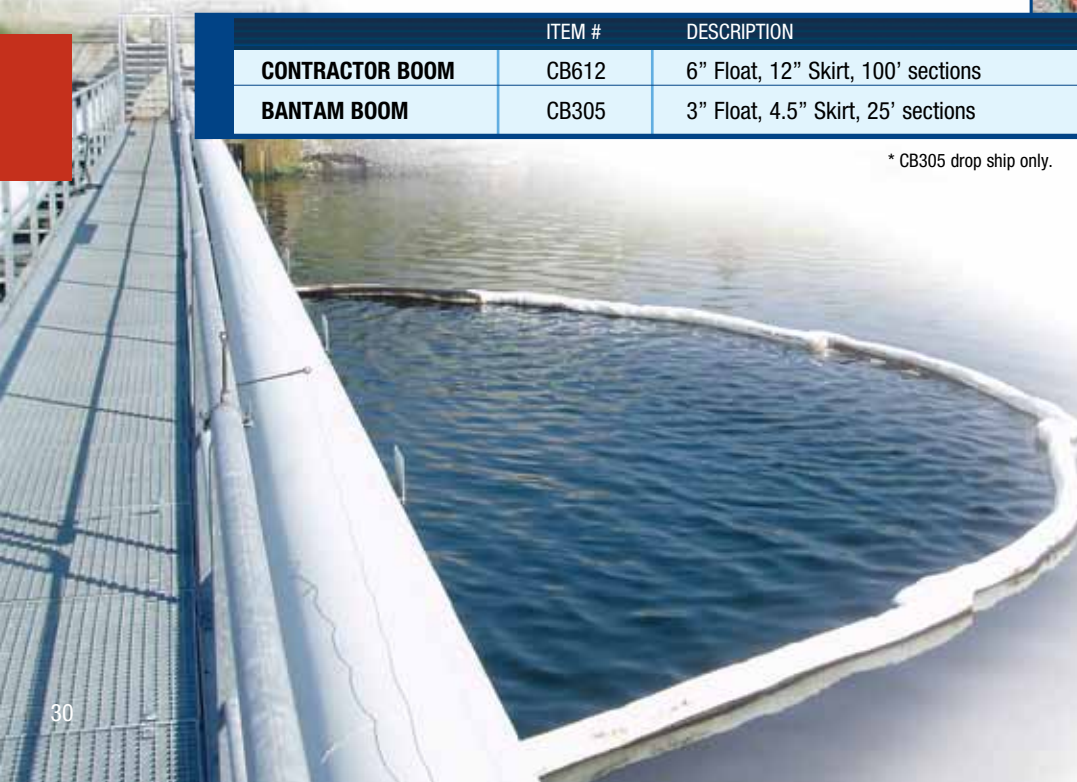 ITEM # DESCRIPTION
CONTRACTOR BOOM CB612 6” Float, 12” Skirt, 100’ sections
BANTAM BOOM CB305 3” Float, 4.5” Skirt, 25’ sections
* CB305 drop ship only.
30